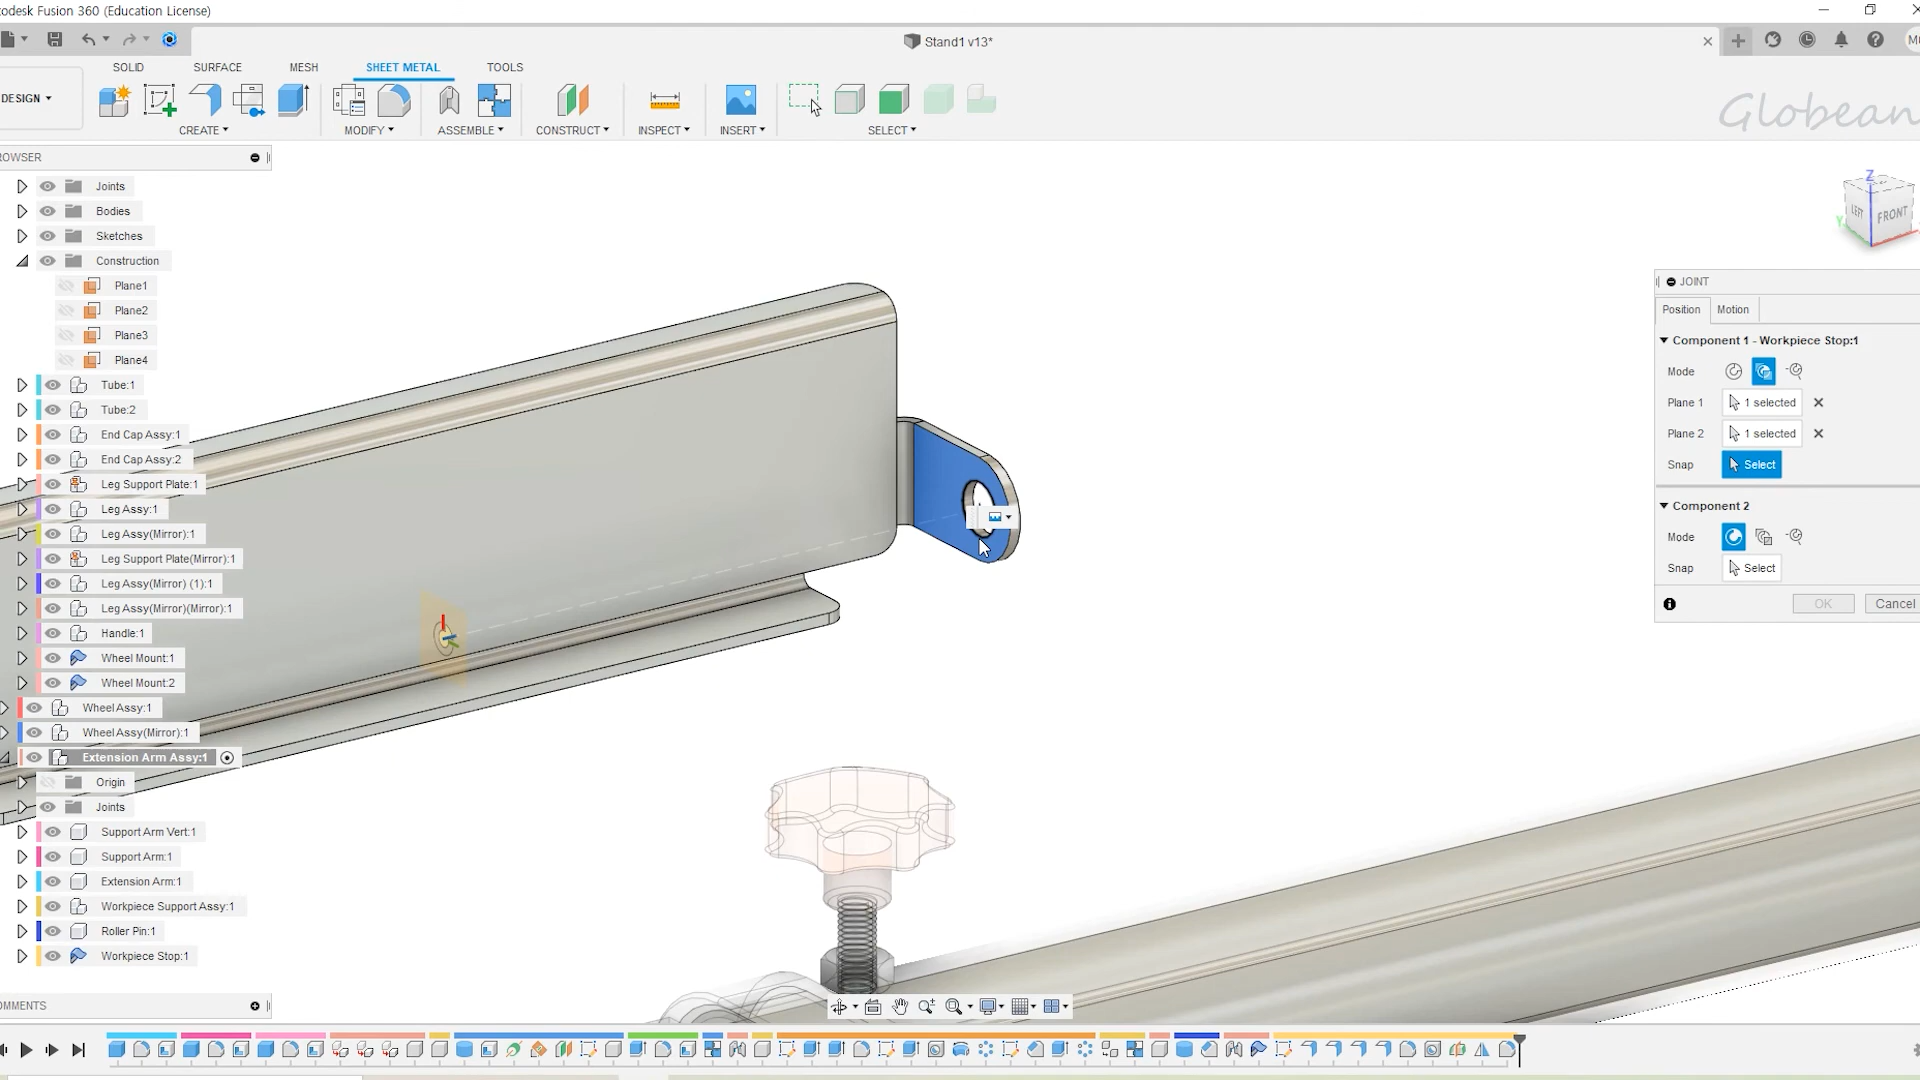 odesk Fusion 360 (Education License)
Stand1 v13*
SOLID
SURFACE
MESH
SHEET METAL
TOOLS
DESIGN
CREATE
MODIFY
ASSEMBLE
CONSTRUCT
INSPECT
INSERT
SELECT
Globean
ROWSER
Joints
Bodies
Sketches
Construction
Plane1
Plane2
Plane3
Plane4
Tube:1
Tube:2
End Cap Assy:1
End Cap Assy:2
Leg Support Plate:1
Leg Assy:1
Leg Assy(Mirror):1
Leg Support Plate(Mirror):1
Leg Assy(Mirror) (1):1
Leg Assy(Mirror)(Mirror):1
Handle:1
Wheel Mount:1
Wheel Mount:2
Wheel Assy:1
Wheel Assy(Mirror):1
Extension Arm Assy:1
Origin
Joints
Support Arm Vert:1
Support Arm:1
Extension Arm:1
Workpiece Support Assy:1
Roller Pin:1
Workpiece Stop:1
OMMENTS
Z
LEFT
FRONT
Y
JOINT
Position
Motion
Component 1 - Workpiece Stop:1
Mode
Plane 1
1 selected
Plane 2
1 selected
Snap
Select
Component 2
Mode
Snap
Select
OK
Cancel